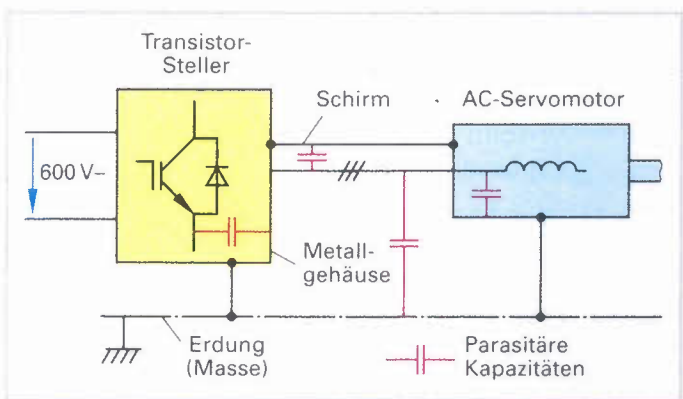 Transistor-
Steller
Schirm
AC-Servomotor
600 V–
Metall-
gehäuse
Erdung
(Masse)
Parasitäre
Kapazitäten